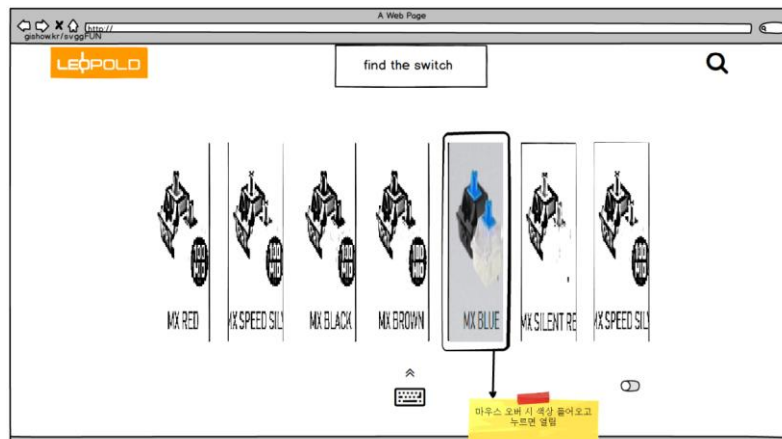 A Web Page
http://
gishow.kr/svggFUN
LEOPOLD
find the switch
MX RED
MX SPEED SIL
MX BLACK
MX BROWN
MX BLUE
MX SILENT RE
MX SPEED SIL
마우스 오버 시 색상 들어오고
누르면 열림